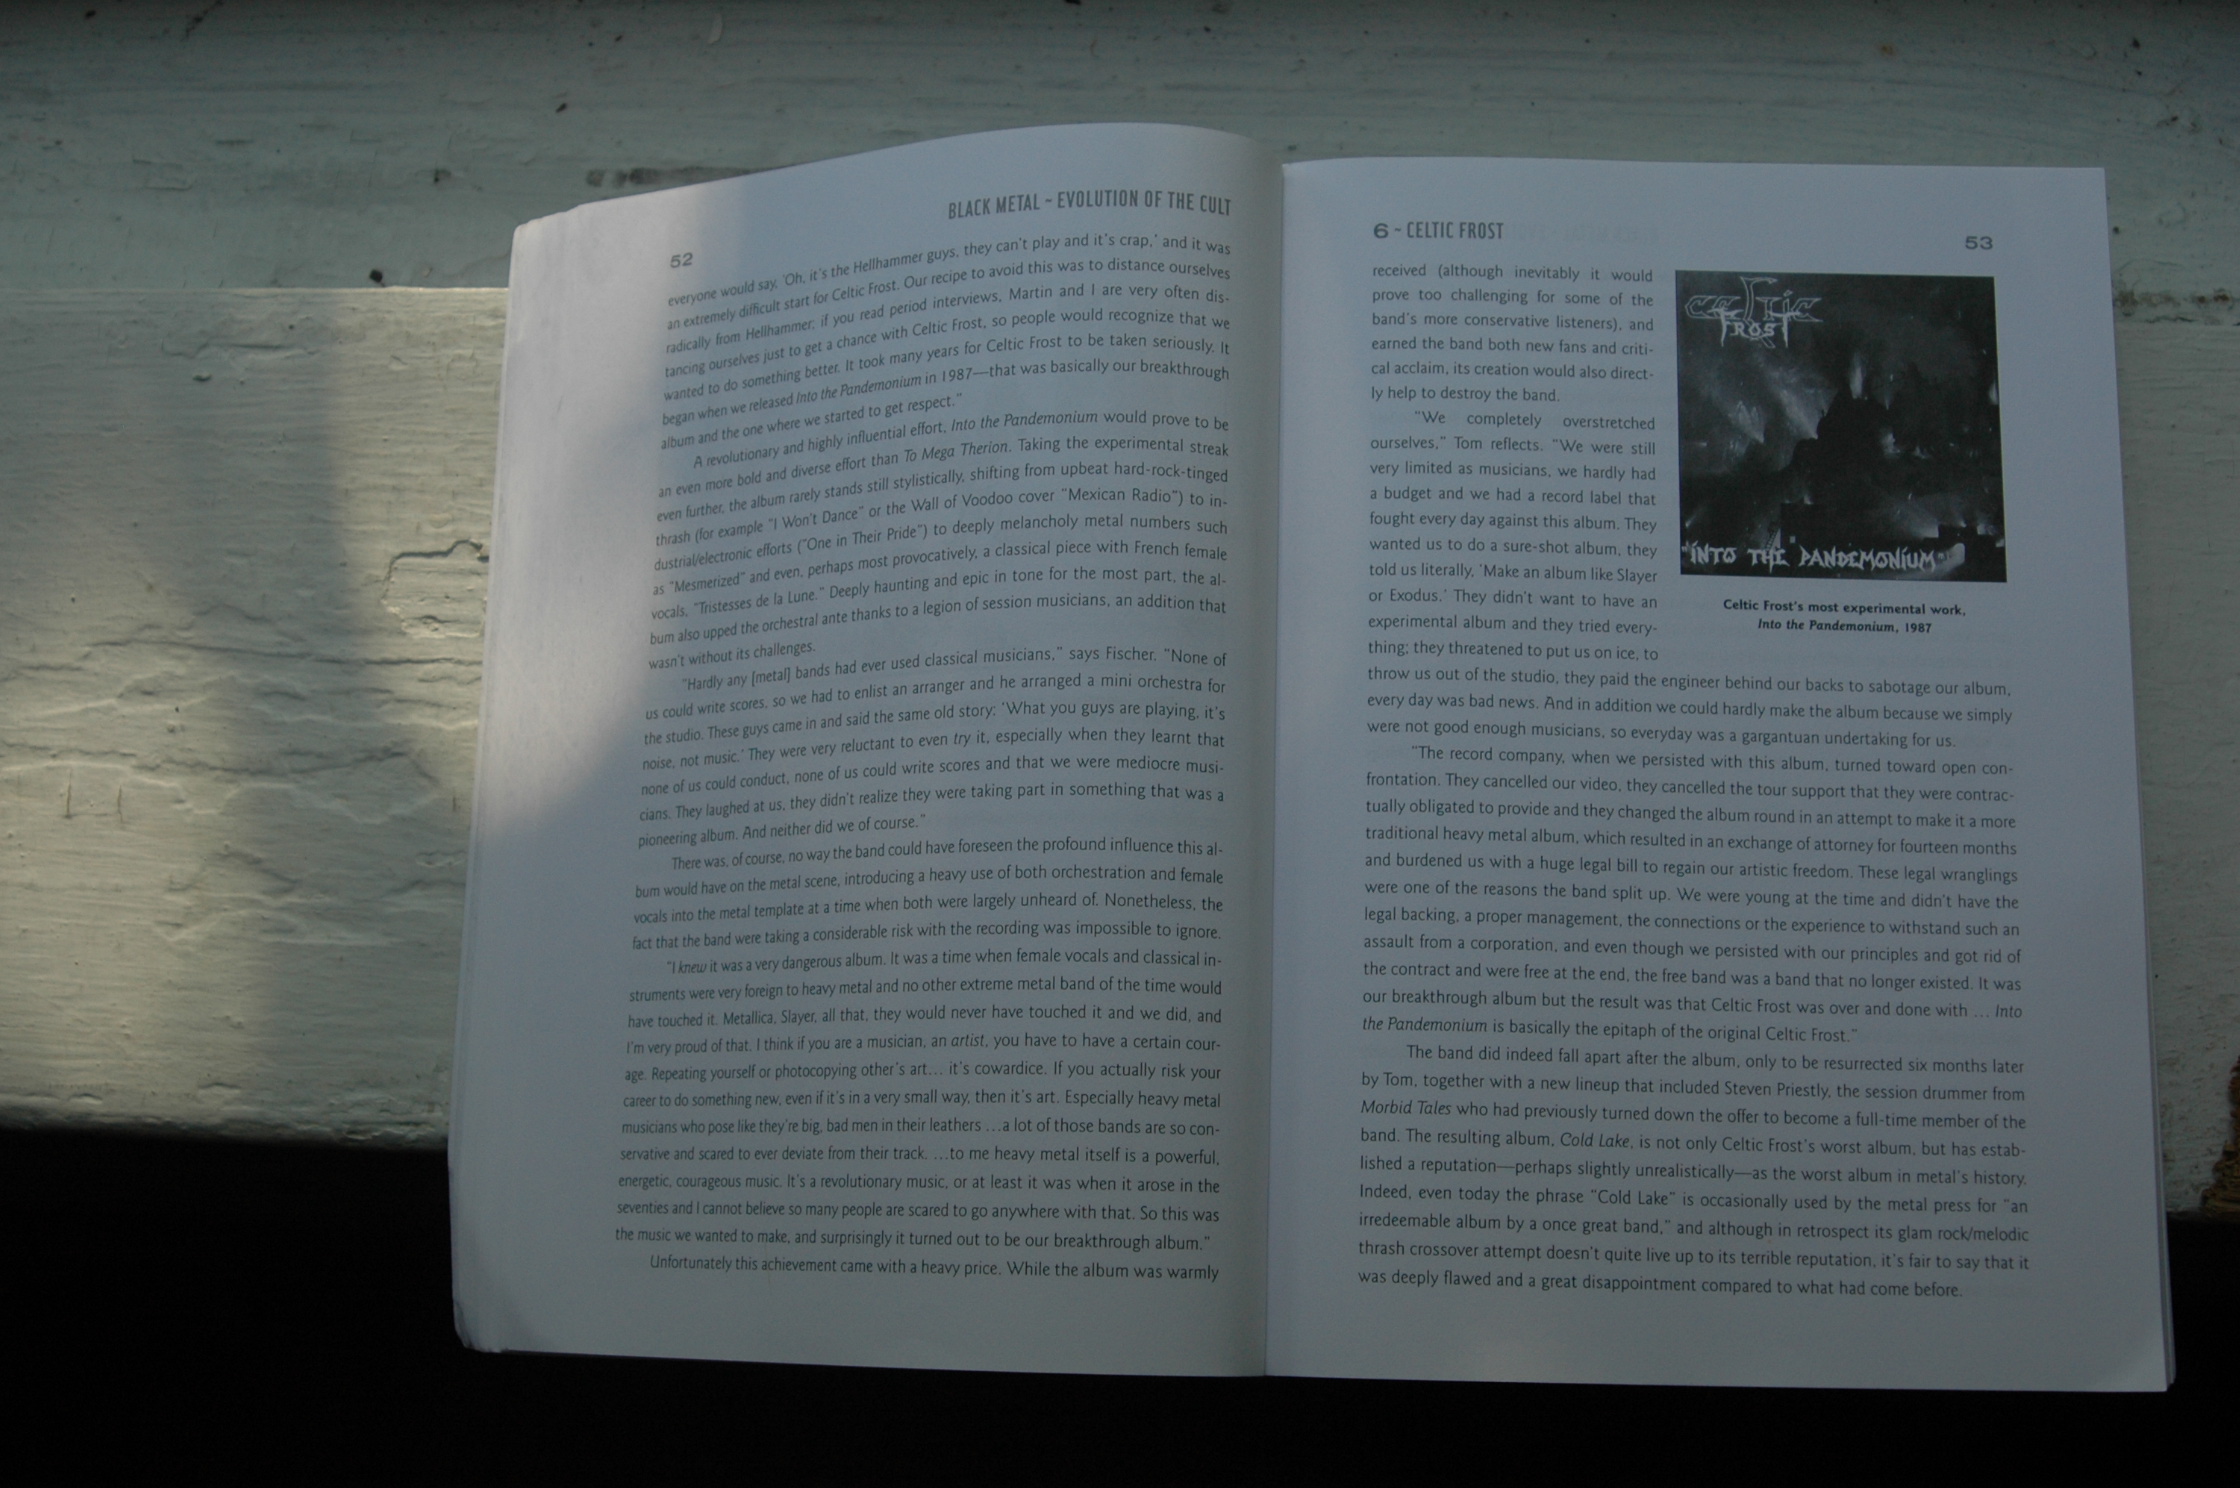 BLACK METAL ~ EVOLUTION OF THE CULT
52
everyone would say, 'Oh, it's the Hellhammer guys, they can't play and it's crap,' and it was
an extremely difficult start for Celtic Frost. Our recipe to avoid this was to distance ourselves
radically from Hellhammer; if you read period interviews, Martin and I are very often dis-
tancing ourselves just to get a chance with Celtic Frost, so people would recognize that we
wanted to do something better. It took many years for Celtic Frost to be taken seriously. It
began when we released Into the Pandemonium in 1987—that was basically our breakthrough
album and the one where we started to get respect."
A revolutionary and highly influential effort, Into the Pandemonium would prove to be
an even more bold and diverse effort than To Mega Therion. Taking the experimental streak
even further, the album rarely stands still stylistically, shifting from upbeat hard-rock-tinged
thrash (for example "I Won't Dance" or the Wall of Voodoo cover "Mexican Radio") to in-
dustrial/electronic efforts ("One in Their Pride") to deeply melancholy metal numbers such
as "Mesmerized" and even, perhaps most provocatively, a classical piece with French female
vocals, "Tristesses de la Lune." Deeply haunting and epic in tone for the most part, the al-
bum also upped the orchestral ante thanks to a legion of session musicians, an addition that
wasn't without its challenges.
"Hardly any [metal] bands had ever used classical musicians," says Fischer. "None of
us could write scores, so we had to enlist an arranger and he arranged a mini orchestra for
the studio. These guys came in and said the same old story: 'What you guys are playing, it's
noise, not music.' They were very reluctant to even try it, especially when they learnt that
none of us could conduct, none of us could write scores and that we were mediocre musi-
cians. They laughed at us, they didn't realize they were taking part in something that was a
pioneering album. And neither did we of course."
There was, of course, no way the band could have foreseen the profound influence this al-
bum would have on the metal scene, introducing a heavy use of both orchestration and female
vocals into the metal template at a time when both were largely unheard of. Nonetheless, the
fact that the band were taking a considerable risk with the recording was impossible to ignore.
"I knew it was a very dangerous album. It was a time when female vocals and classical in-
struments were very foreign to heavy metal and no other extreme metal band of the time would
have touched it. Metallica, Slayer, all that, they would never have touched it and we did, and
I'm very proud of that. I think if you are a musician, an artist, you have to have a certain cour-
age. Repeating yourself or photocopying other's art… it's cowardice. If you actually risk your
career to do something new, even if it's in a very small way, then it's art. Especially heavy metal
musicians who pose like they're big, bad men in their leathers …a lot of those bands are so con-
servative and scared to ever deviate from their track. …to me heavy metal itself is a powerful,
energetic, courageous music. It's a revolutionary music, or at least it was when it arose in the
seventies and I cannot believe so many people are scared to go anywhere with that. So this was
the music we wanted to make, and surprisingly it turned out to be our breakthrough album."
Unfortunately this achievement came with a heavy price. While the album was warmly
6 ~ CELTIC FROST
53
received (although inevitably it would
prove too challenging for some of the
band's more conservative listeners), and
earned the band both new fans and criti-
cal acclaim, its creation would also direct-
ly help to destroy the band.
"We completely overstretched
ourselves," Tom reflects. "We were still
very limited as musicians, we hardly had
a budget and we had a record label that
fought every day against this album. They
wanted us to do a sure-shot album, they
told us literally, 'Make an album like Slayer
or Exodus.' They didn't want to have an
experimental album and they tried every-
thing; they threatened to put us on ice, to
throw us out of the studio, they paid the engineer behind our backs to sabotage our album,
every day was bad news. And in addition we could hardly make the album because we simply
were not good enough musicians, so everyday was a gargantuan undertaking for us.
"The record company, when we persisted with this album, turned toward open con-
frontation. They cancelled our video, they cancelled the tour support that they were contrac-
tually obligated to provide and they changed the album round in an attempt to make it a more
traditional heavy metal album, which resulted in an exchange of attorney for fourteen months
and burdened us with a huge legal bill to regain our artistic freedom. These legal wranglings
were one of the reasons the band split up. We were young at the time and didn't have the
legal backing, a proper management, the connections or the experience to withstand such an
assault from a corporation, and even though we persisted with our principles and got rid of
the contract and were free at the end, the free band was a band that no longer existed. It was
our breakthrough album but the result was that Celtic Frost was over and done with … Into
the Pandemonium is basically the epitaph of the original Celtic Frost."
The band did indeed fall apart after the album, only to be resurrected six months later
by Tom, together with a new lineup that included Steven Priestly, the session drummer from
Morbid Tales who had previously turned down the offer to become a full-time member of the
band. The resulting album, Cold Lake, is not only Celtic Frost's worst album, but has estab-
lished a reputation—perhaps slightly unrealistically—as the worst album in metal's history.
Indeed, even today the phrase "Cold Lake" is occasionally used by the metal press for "an
irredeemable album by a once great band," and although in retrospect its glam rock/melodic
thrash crossover attempt doesn't quite live up to its terrible reputation, it's fair to say that it
was deeply flawed and a great disappointment compared to what had come before.
CELTIC
FROST
INTO THE PANDEMONIUM
Celtic Frost's most experimental work,
Into the Pandemonium, 1987